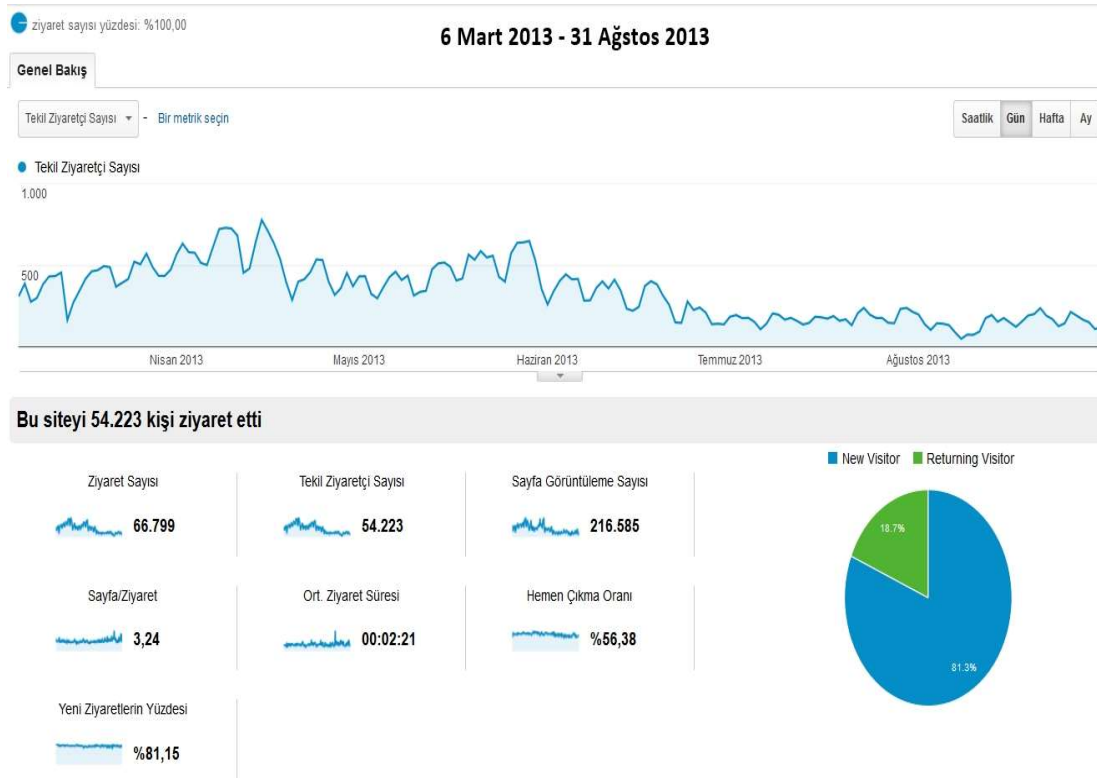 ziyaret sayısı yüzdesi: %100,00
6 Mart 2013 - 31 Ağstos 2013
Genel Bakış
Tekil Ziyaretçi Sayısı - Bir metrik seçin
Saatlik Gün Hafta Ay
Tekil Ziyaretçi Sayısı
1.000
500
Nisan 2013 Mayıs 2013 Haziran 2013 Temmuz 2013 Ağustos 2013
Bu siteyi 54.223 kişi ziyaret etti
New Visitor Returning Visitor
Ziyaret Sayısı
66.799
Tekil Ziyaretçi Sayısı
54.223
Sayfa Görüntüleme Sayısı
216.585
Sayfa/Ziyaret
3,24
Ort. Ziyaret Süresi
00:02:21
Hemen Çıkma Oranı
%56,38
Yeni Ziyaretlerin Yüzdesi
%81,15
18.7%
81.3%